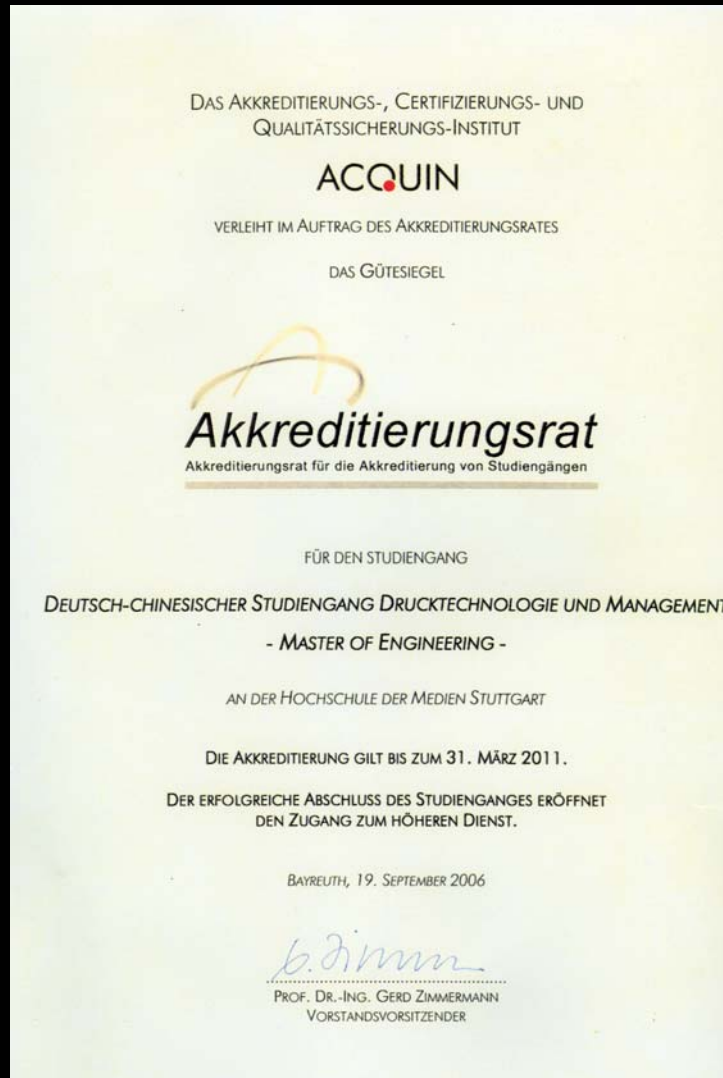 DAS AKKREDITIERUNGS-, CERTIFIZIERUNGS- UND
QUALITÄTSSICHERUNGS-INSTITUT
ACQUIN
VERLEIHT IM AUFTRAG DES AKKREDITIERUNGSRATES
DAS GÜTESIEGEL
Akkreditierungsrat
Akkreditierungsrat für die Akkreditierung von Studiengängen
FÜR DEN STUDIENGANG
DEUTSCH-CHINESISCHER STUDIENGANG DRUCKTECHNOLOGIE UND MANAGEMENT
- MASTER OF ENGINEERING -
AN DER HOCHSCHULE DER MEDIEN STUTTGART
DIE AKKREDITIERUNG GILT BIS ZUM 31. MÄRZ 2011.
DER ERFOLGREICHE ABSCHLUSS DES STUDIENGANGES ERÖFFNET
DEN ZUGANG ZUM HÖHEREN DIENST.
BAYREUTH, 19. SEPTEMBER 2006
PROF. DR.-ING. GERD ZIMMERMANN
VORSTANDSVORSITZENDER